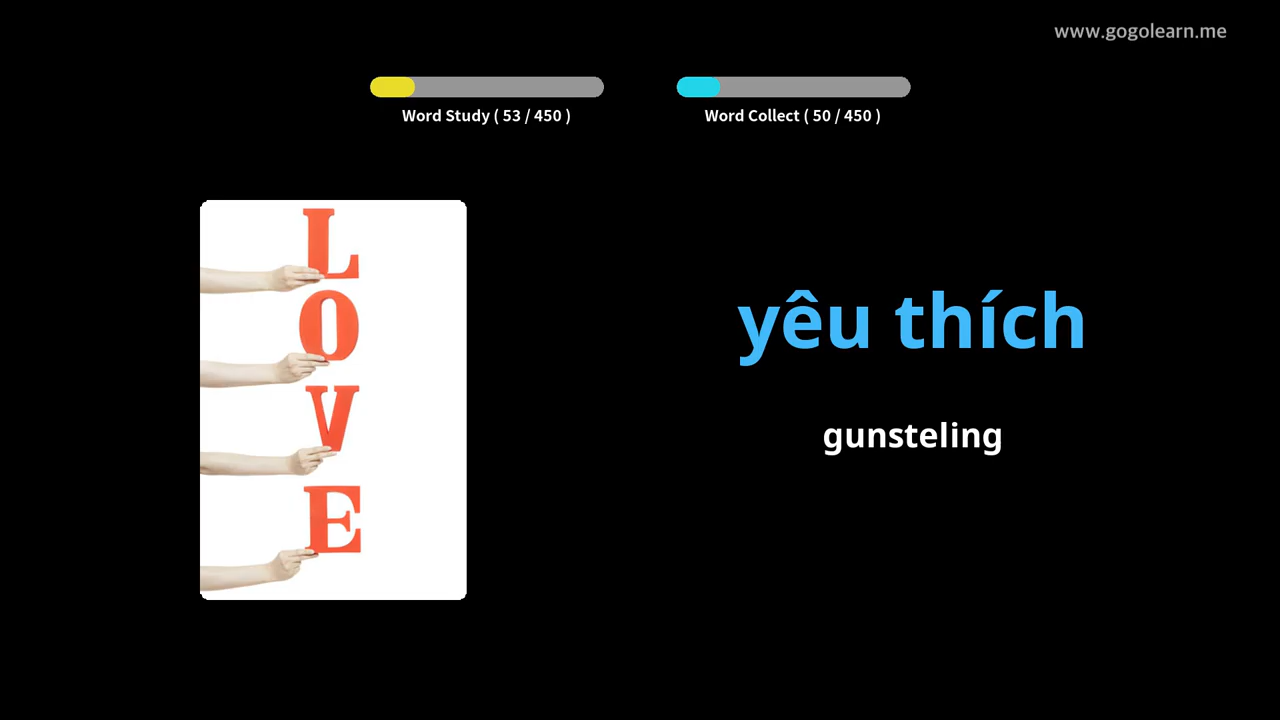 www.gogolearn.me
Word Study ( 53 / 450 )
Word Collect ( 50 / 450 )
L
O
V
E
yêu thích
gunsteling